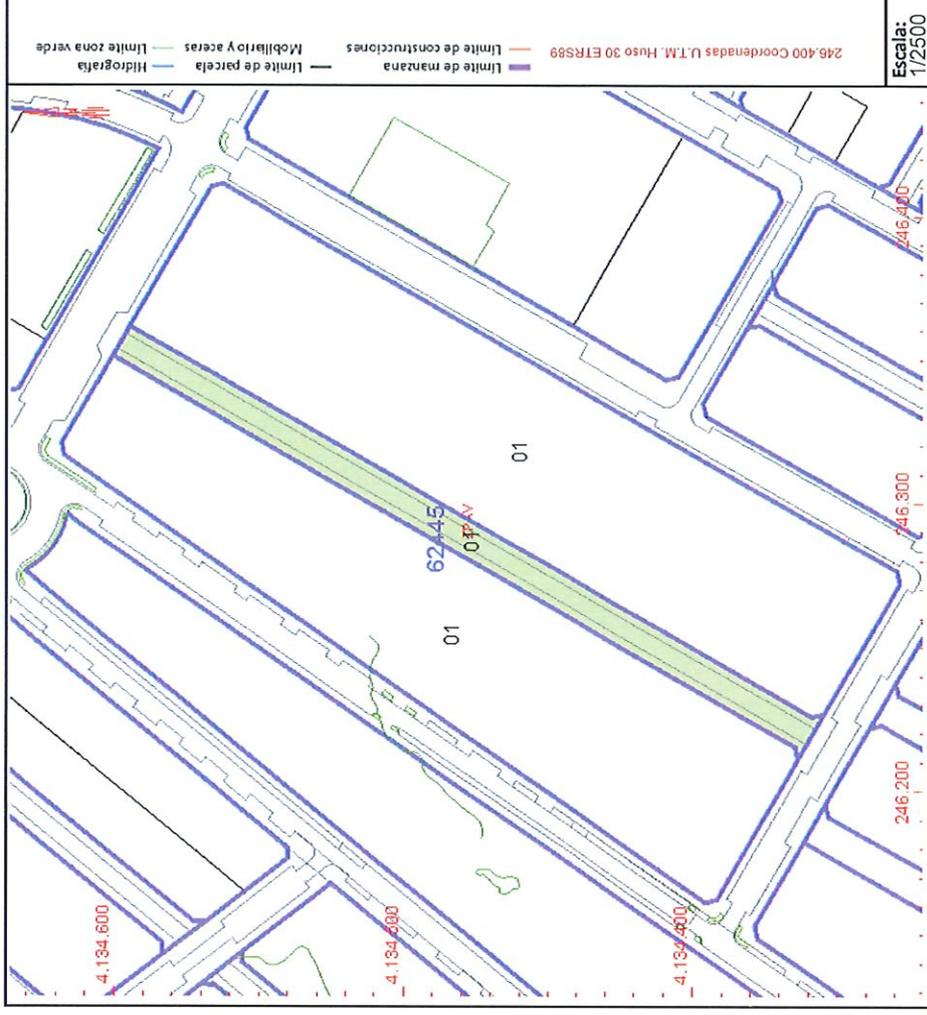 Límite de manzana
Límite de construcciones
Límite de parcela
Mobiliario y aceras
Hidrografía
Límite zona verde
246.400 Coordenadas U.T.M. Huso 30 ETRS89
Escala:
1/2500
246.400
01
62445
01
246.300
01
246.200
4.134.600
4.134.500
4.134.400